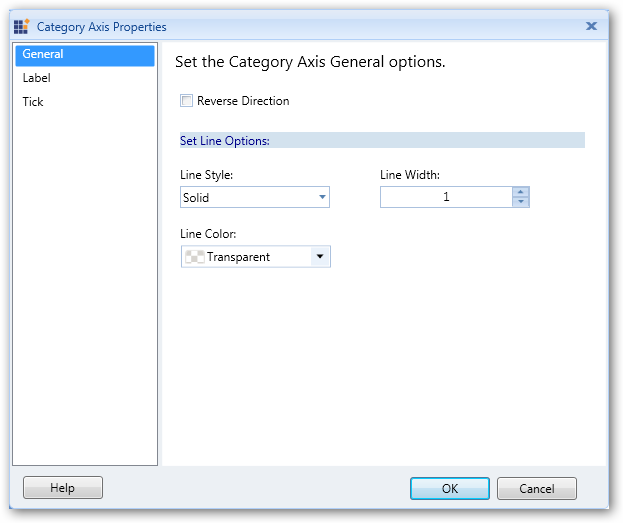 Category Axis Properties
General
Label
Tick
Set the Category Axis General options.
Reverse Direction
Set Line Options:
Line Style:
Line Width:
Solid
1
Line Color:
Transparent
Help
OK
Cancel